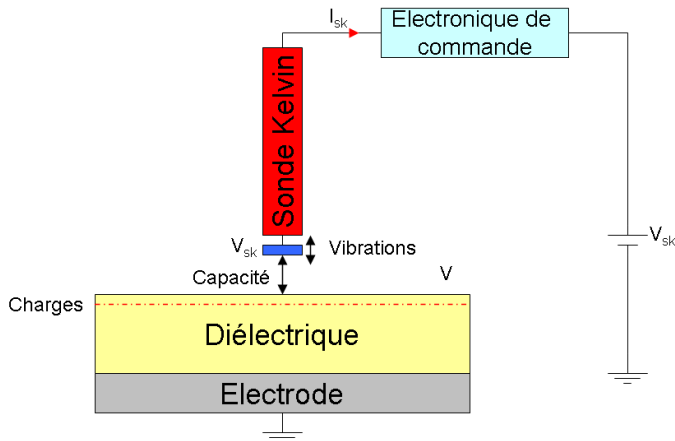 Isk
Electronique de
commande
Sonde Kelvin
Vsk
Vibrations
Vsk
Capacité
V
Charges
Diélectrique
Electrode